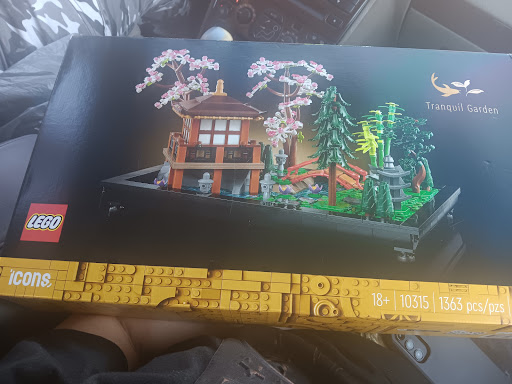 Tranquil Garden
LEGO
icons
18+ 10315 1363 pcs/pzs